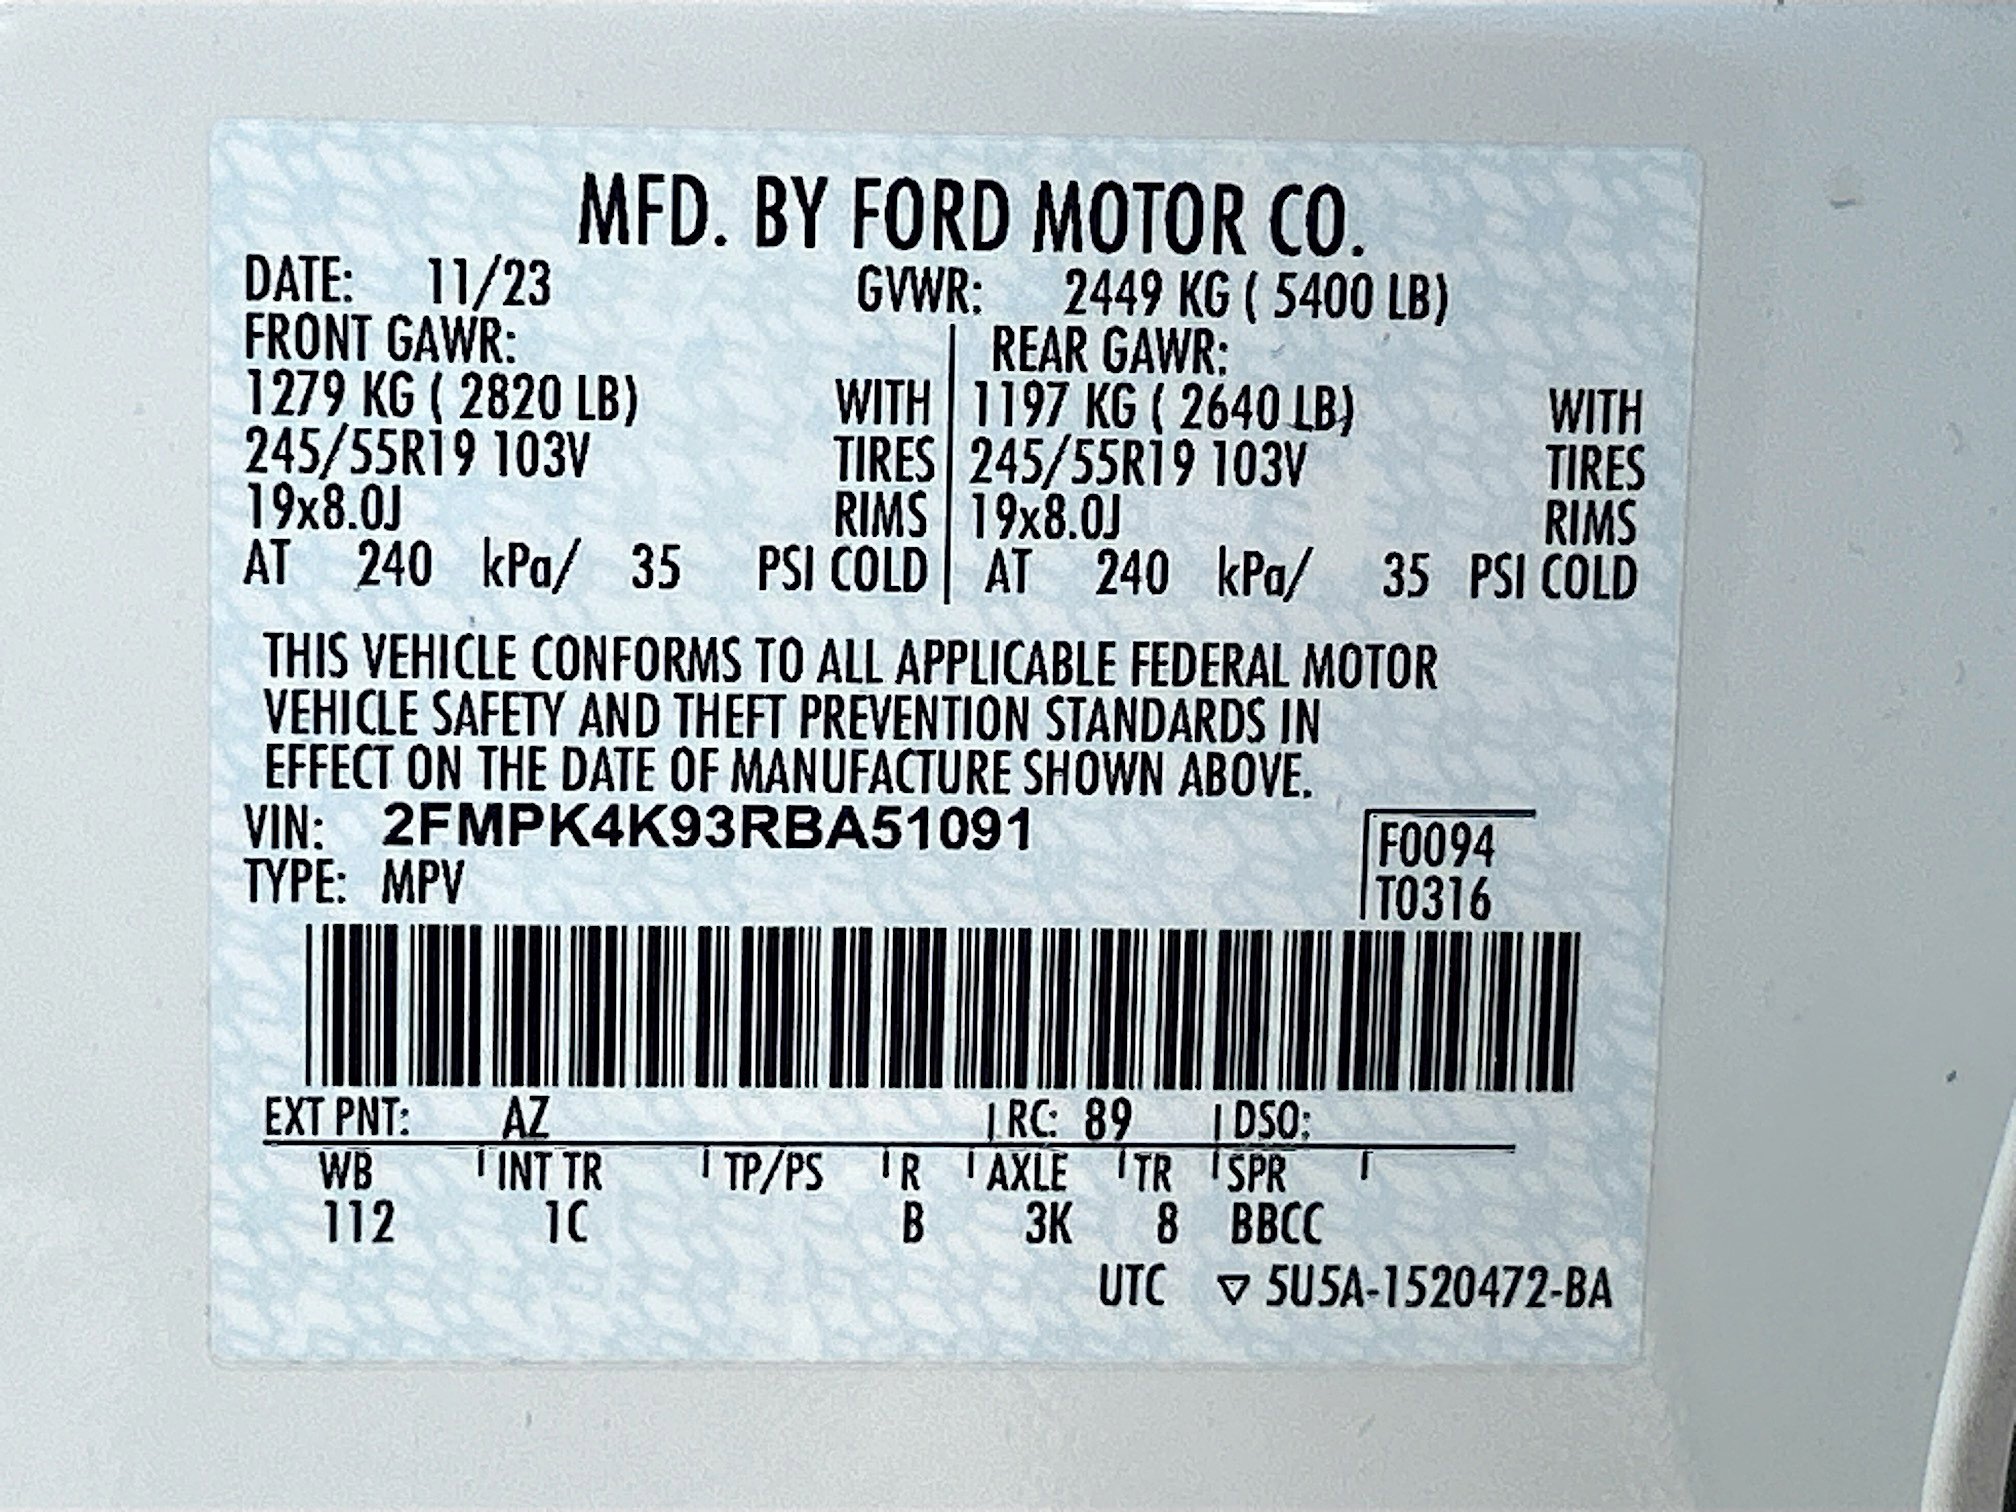 MFD. BY FORD MOTOR CO.
DATE: 11/23 GVWR: 2449 KG ( 5400 LB)
FRONT GAWR: REAR GAWR:
1279 KG ( 2820 LB) WITH 1197 KG ( 2640 LB) WITH
245/55R19 103V TIRES 245/55R19 103V TIRES
19x8.0J RIMS 19x8.0J RIMS
AT 240 kPa/ 35 PSI COLD AT 240 kPa/ 35 PSI COLD
THIS VEHICLE CONFORMS TO ALL APPLICABLE FEDERAL MOTOR
VEHICLE SAFETY AND THEFT PREVENTION STANDARDS IN
EFFECT ON THE DATE OF MANUFACTURE SHOWN ABOVE.
VIN: 2FMPK4K93RBA51091 F0094
TYPE: MPV T0316
EXT PNT: AZ RC: 89 DSO:
WB INT TR TP/PS R AXLE TR SPR
112 1C B 3K 8 BBCC
UTC ▽ 5U5A-1520472-BA